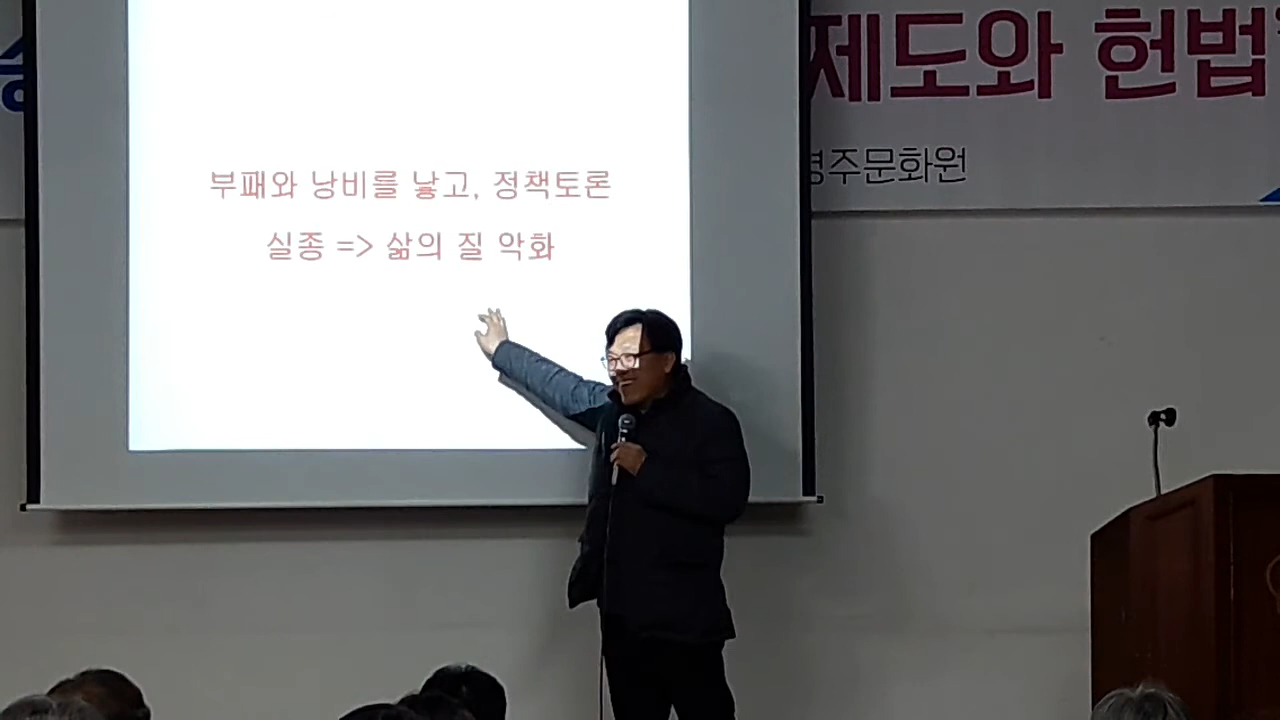 제도와 헌법
영주문화원
부패와 낭비를 낳고, 정책토론
실종 => 삶의 질 악화